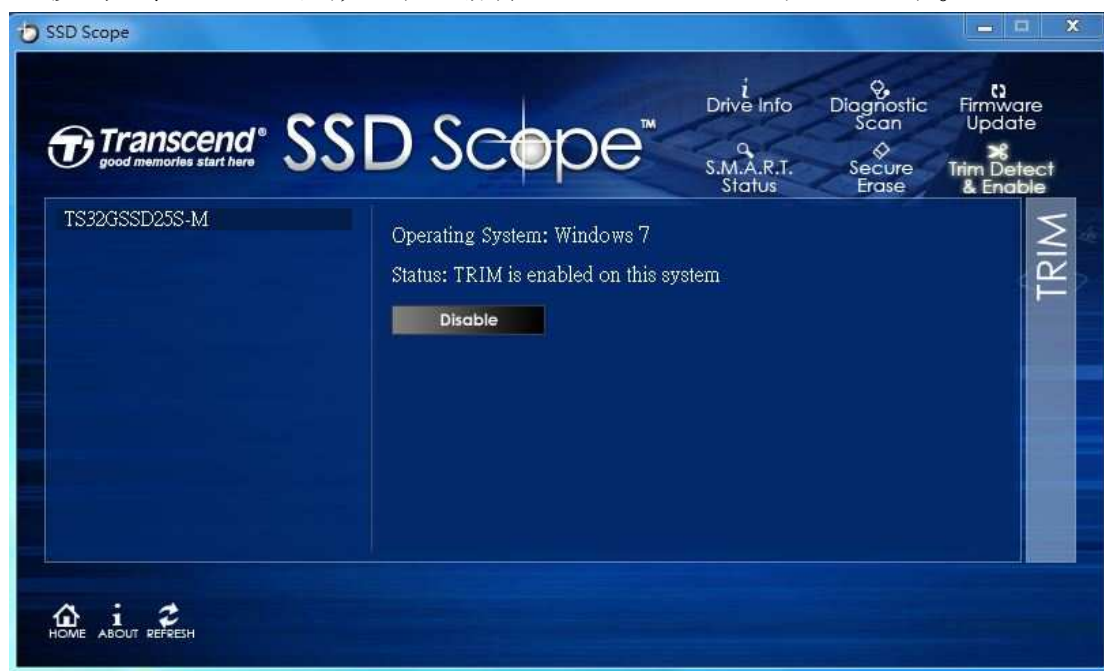 SSD Scope
Transcend®
good memories start here
SSD Scope™
Drive Info
Diagnostic
Scan
Firmware
Update
S.M.A.R.T.
Status
Secure
Erase
Trim Detect
& Enable
TS32GSSD25S-M
Operating System: Windows 7
Status: TRIM is enabled on this system
Disable
TRIM
HOME ABOUT REFRESH